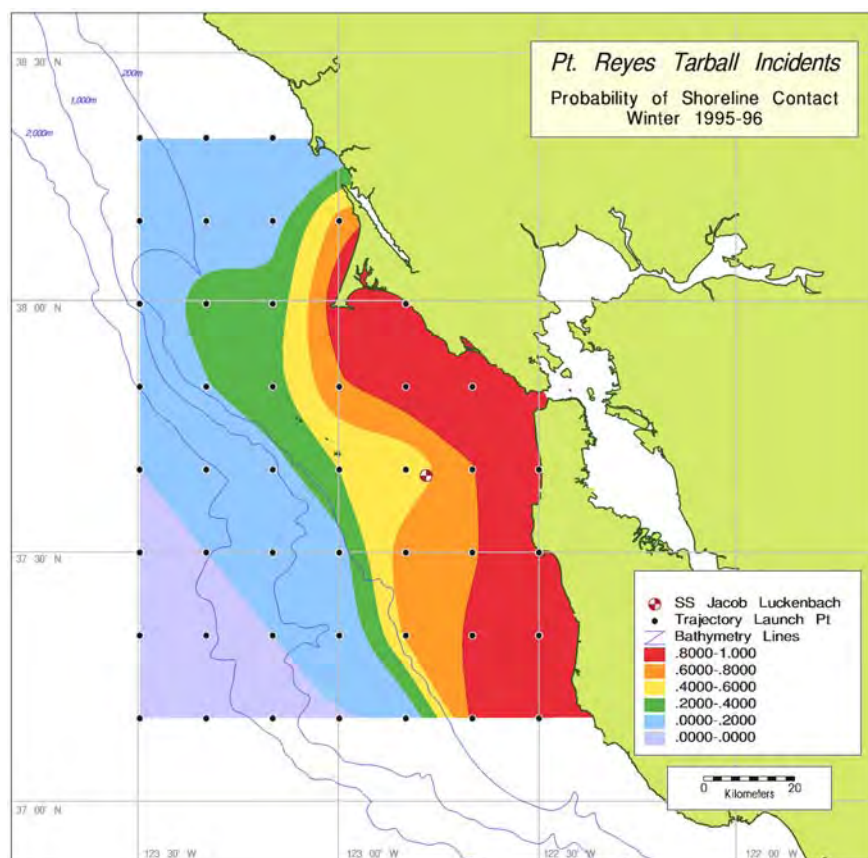 Pt. Reyes Tarball Incidents
Probability of Shoreline Contact
Winter 1995-96
38 30' N
200m
1,000m
2,000m
38 00' N
37 30' N
SS Jacob Luckenbach
Trajectory Launch Pt
Bathymetry Lines
.8000-1.000
.6000-.8000
.4000-.6000
.2000-.4000
.0000-.2000
.0000-.0000
0 20
Kilometers
37 00' N
123 30' W
123 00' W
122 30' W
122 00' W